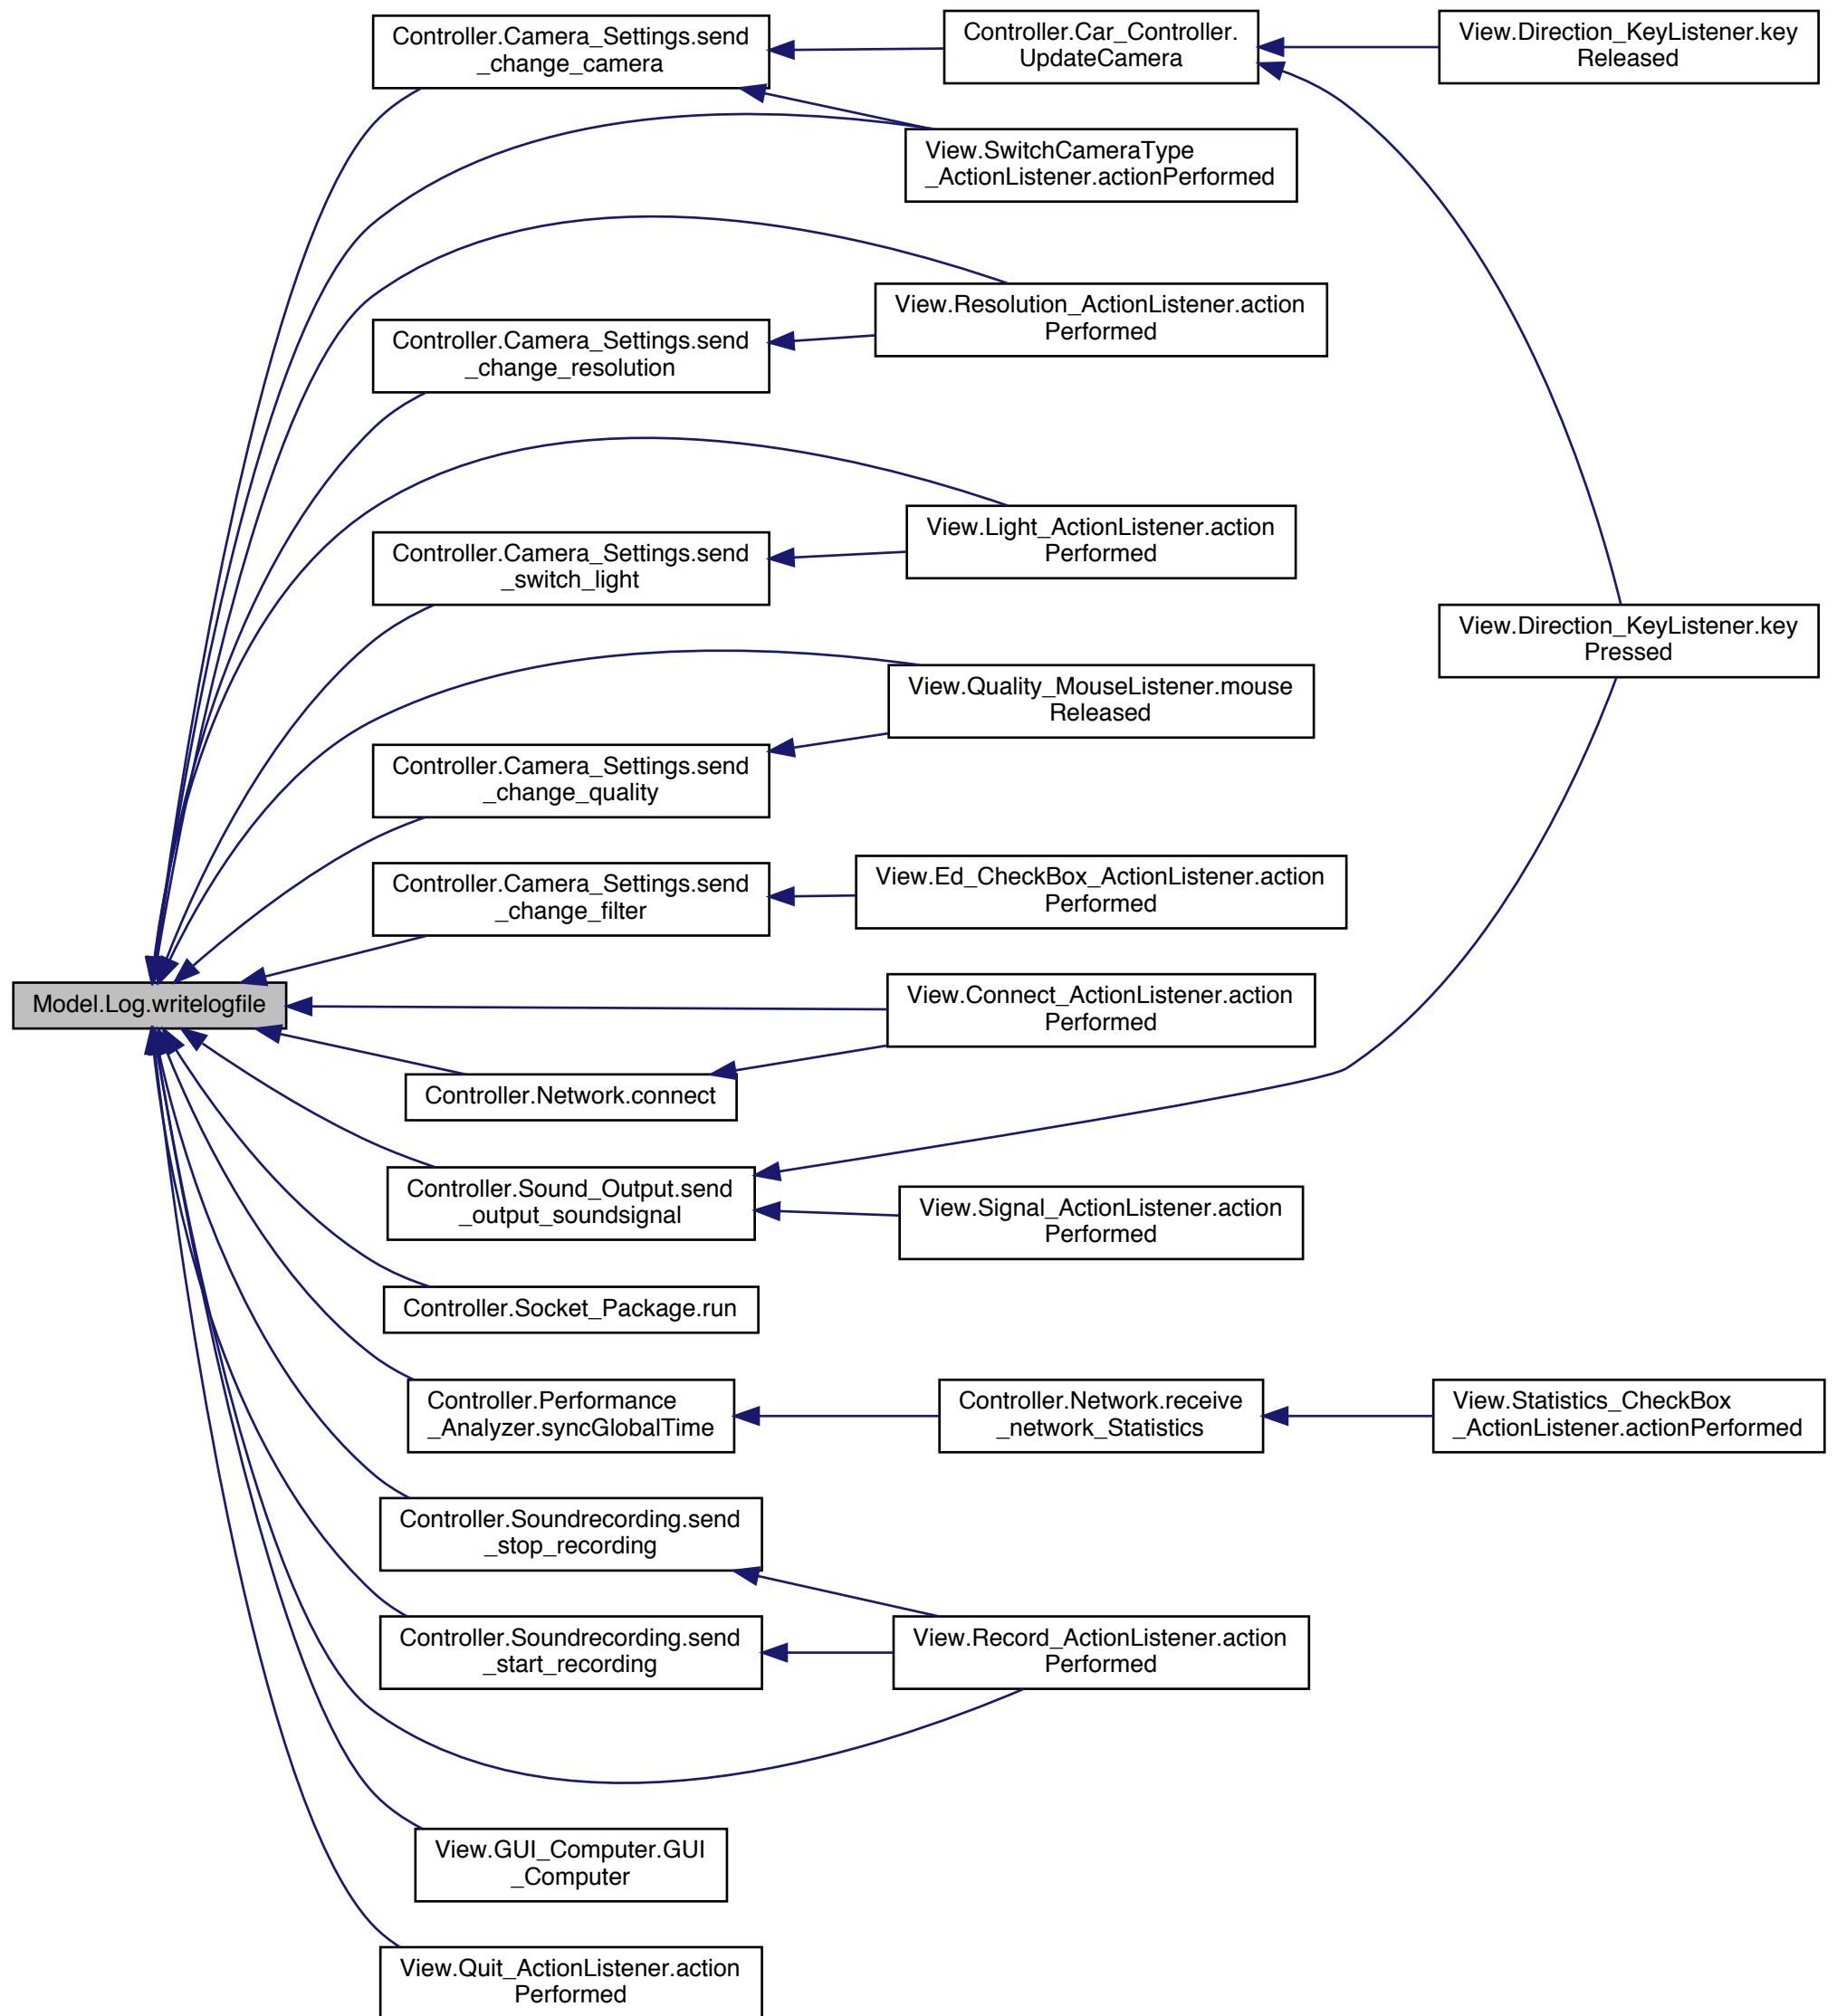 Controller.Camera_Settings.send
_change_camera
Controller.Car_Controller.
UpdateCamera
View.Direction_KeyListener.key
Released
View.SwitchCameraType
_ActionListener.actionPerformed
View.Resolution_ActionListener.action
Performed
Controller.Camera_Settings.send
_change_resolution
View.Light_ActionListener.action
Performed
Controller.Camera_Settings.send
_switch_light
View.Direction_KeyListener.key
Pressed
View.Quality_MouseListener.mouse
Released
Controller.Camera_Settings.send
_change_quality
View.Ed_CheckBox_ActionListener.action
Performed
Controller.Camera_Settings.send
_change_filter
Model.Log.writelogfile
View.Connect_ActionListener.action
Performed
Controller.Network.connect
Controller.Sound_Output.send
_output_soundsignal
View.Signal_ActionListener.action
Performed
Controller.Socket_Package.run
Controller.Performance
_Analyzer.syncGlobalTime
Controller.Network.receive
_network_Statistics
View.Statistics_CheckBox
_ActionListener.actionPerformed
Controller.Soundrecording.send
_stop_recording
Controller.Soundrecording.send
_start_recording
View.Record_ActionListener.action
Performed
View.GUI_Computer.GUI
_Computer
View.Quit_ActionListener.action
Performed